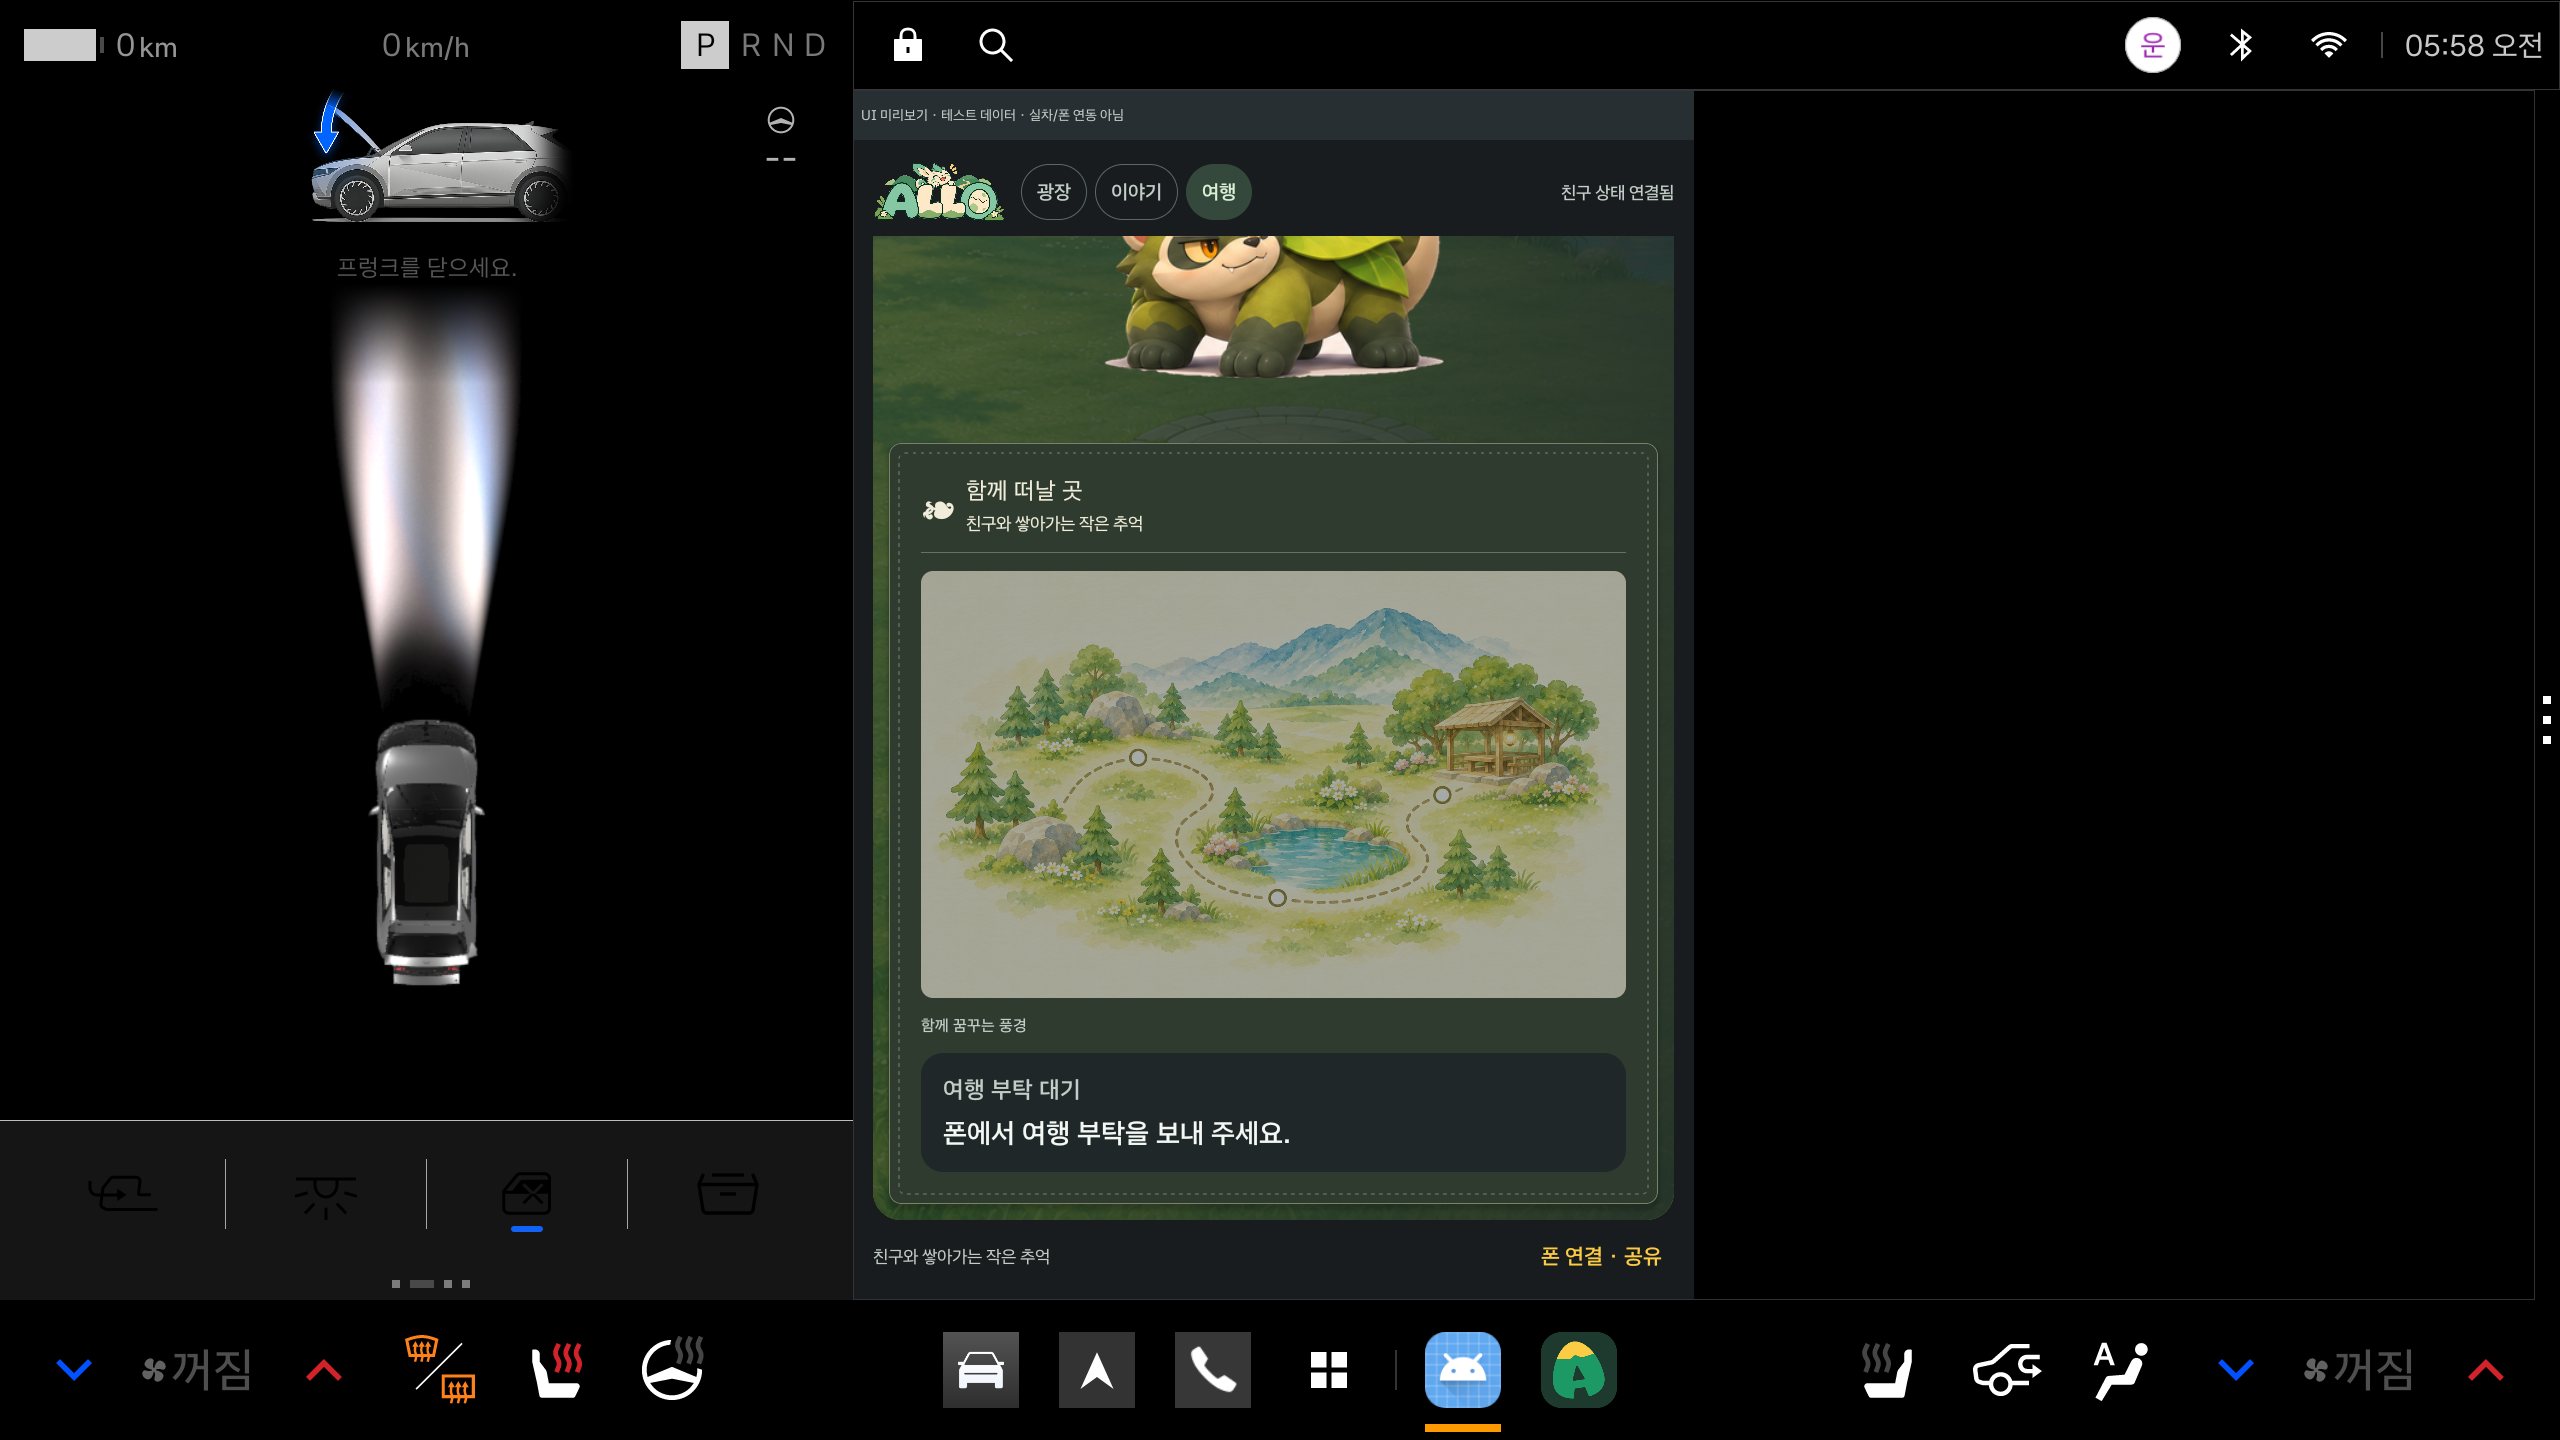 0 km
0 km/h
P R N D
운
05:58 오전
프렁크를 닫으세요.
UI 미리보기 · 테스트 데이터 · 실차/폰 연동 아님
ALLO
광장
이야기
여행
친구 상태 연결됨
함께 떠날 곳
친구와 쌓아가는 작은 추억
함께 꿈꾸는 풍경
여행 부탁 대기
폰에서 여행 부탁을 보내 주세요.
친구와 쌓아가는 작은 추억
폰 연결 · 공유
꺼짐
A
A
꺼짐